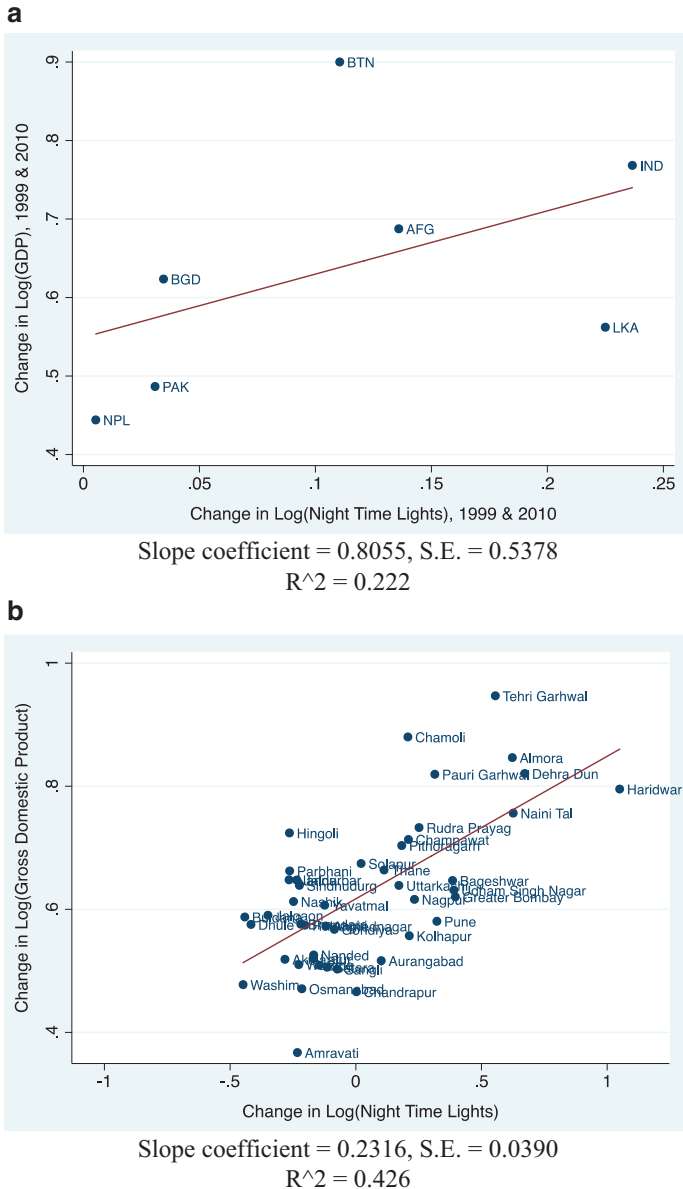 a
.9
.8
.7
.6
.5
.4
Change in Log(GDP), 1999 & 2010
BTN
IND
AFG
BGD
LKA
PAK
NPL
0
.05
.1
.15
.2
.25
Change in Log(Night Time Lights), 1999 & 2010
Slope coefficient = 0.8055, S.E. = 0.5378
R^2 = 0.222
b
1
.8
.6
.4
Change in Log(Gross Domestic Product)
Tehri Garhwal
Chamoli
Almora
Pauri Garhwal
Dehra Dun
Haridwar
Naini Tal
Rudra Prayag
Hingoli
Champawat
Pithoragarh
Solapur
Thane
Parbhani
Sindhudurg
Uttarkashi
Bageshwar
Udham Singh Nagar
Greater Bombay
Nashik
Yavatmal
Nagpur
Buldana
Jalgaon
Dhule
Ahmednagar
Gondiya
Pune
Kolhapur
Nanded
Aurangabad
Sangli
Washim
Osmanabad
Chandrapur
Amravati
-1
-.5
0
.5
1
Change in Log(Night Time Lights)
Slope coefficient = 0.2316, S.E. = 0.0390
R^2 = 0.426